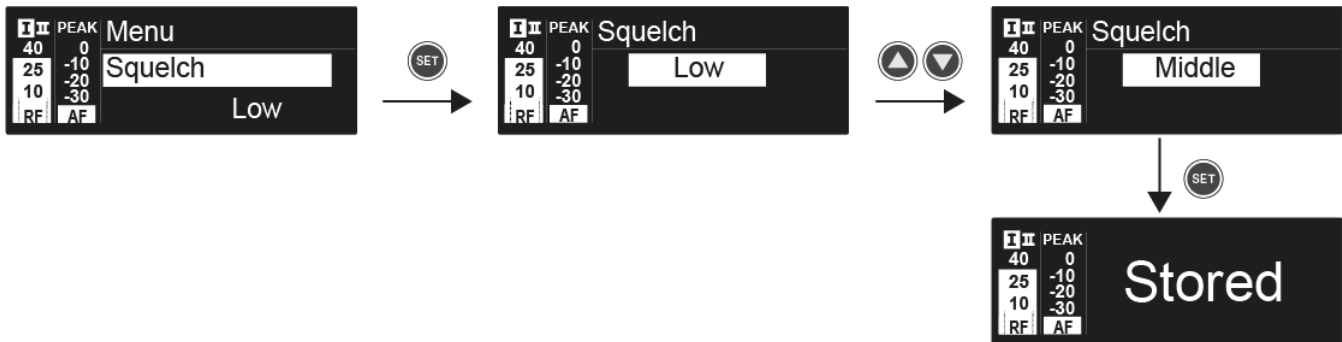 I II PEAK Menu
40 0
25 -10 Squelch
-20
10 -30 Low
RF AF
SET
I II PEAK Squelch
40 0
25 -10 Low
-20
10 -30
RF AF
I II PEAK Squelch
40 0
25 -10 Middle
-20
10 -30
RF AF
SET
I II PEAK
40 0
25 -10 Stored
-20
10 -30
RF AF